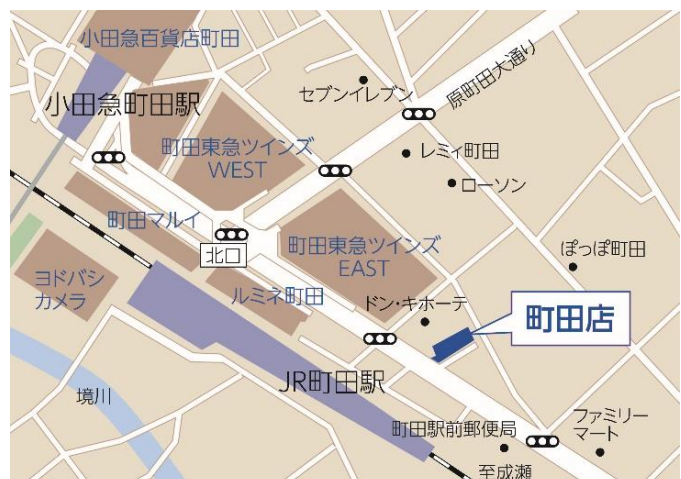 小田急百貨店町田
小田急町田駅
セブンイレブン
原町田大通り
町田東急ツインズ
WEST
レミィ町田
ローソン
町田マルイ
北口
町田東急ツインズ
EAST
ぽっぽ町田
ヨドバシ
カメラ
ルミネ町田
ドン・キホーテ
町田店
JR町田駅
境川
町田駅前郵便局
ファミリー
マート
至成瀬